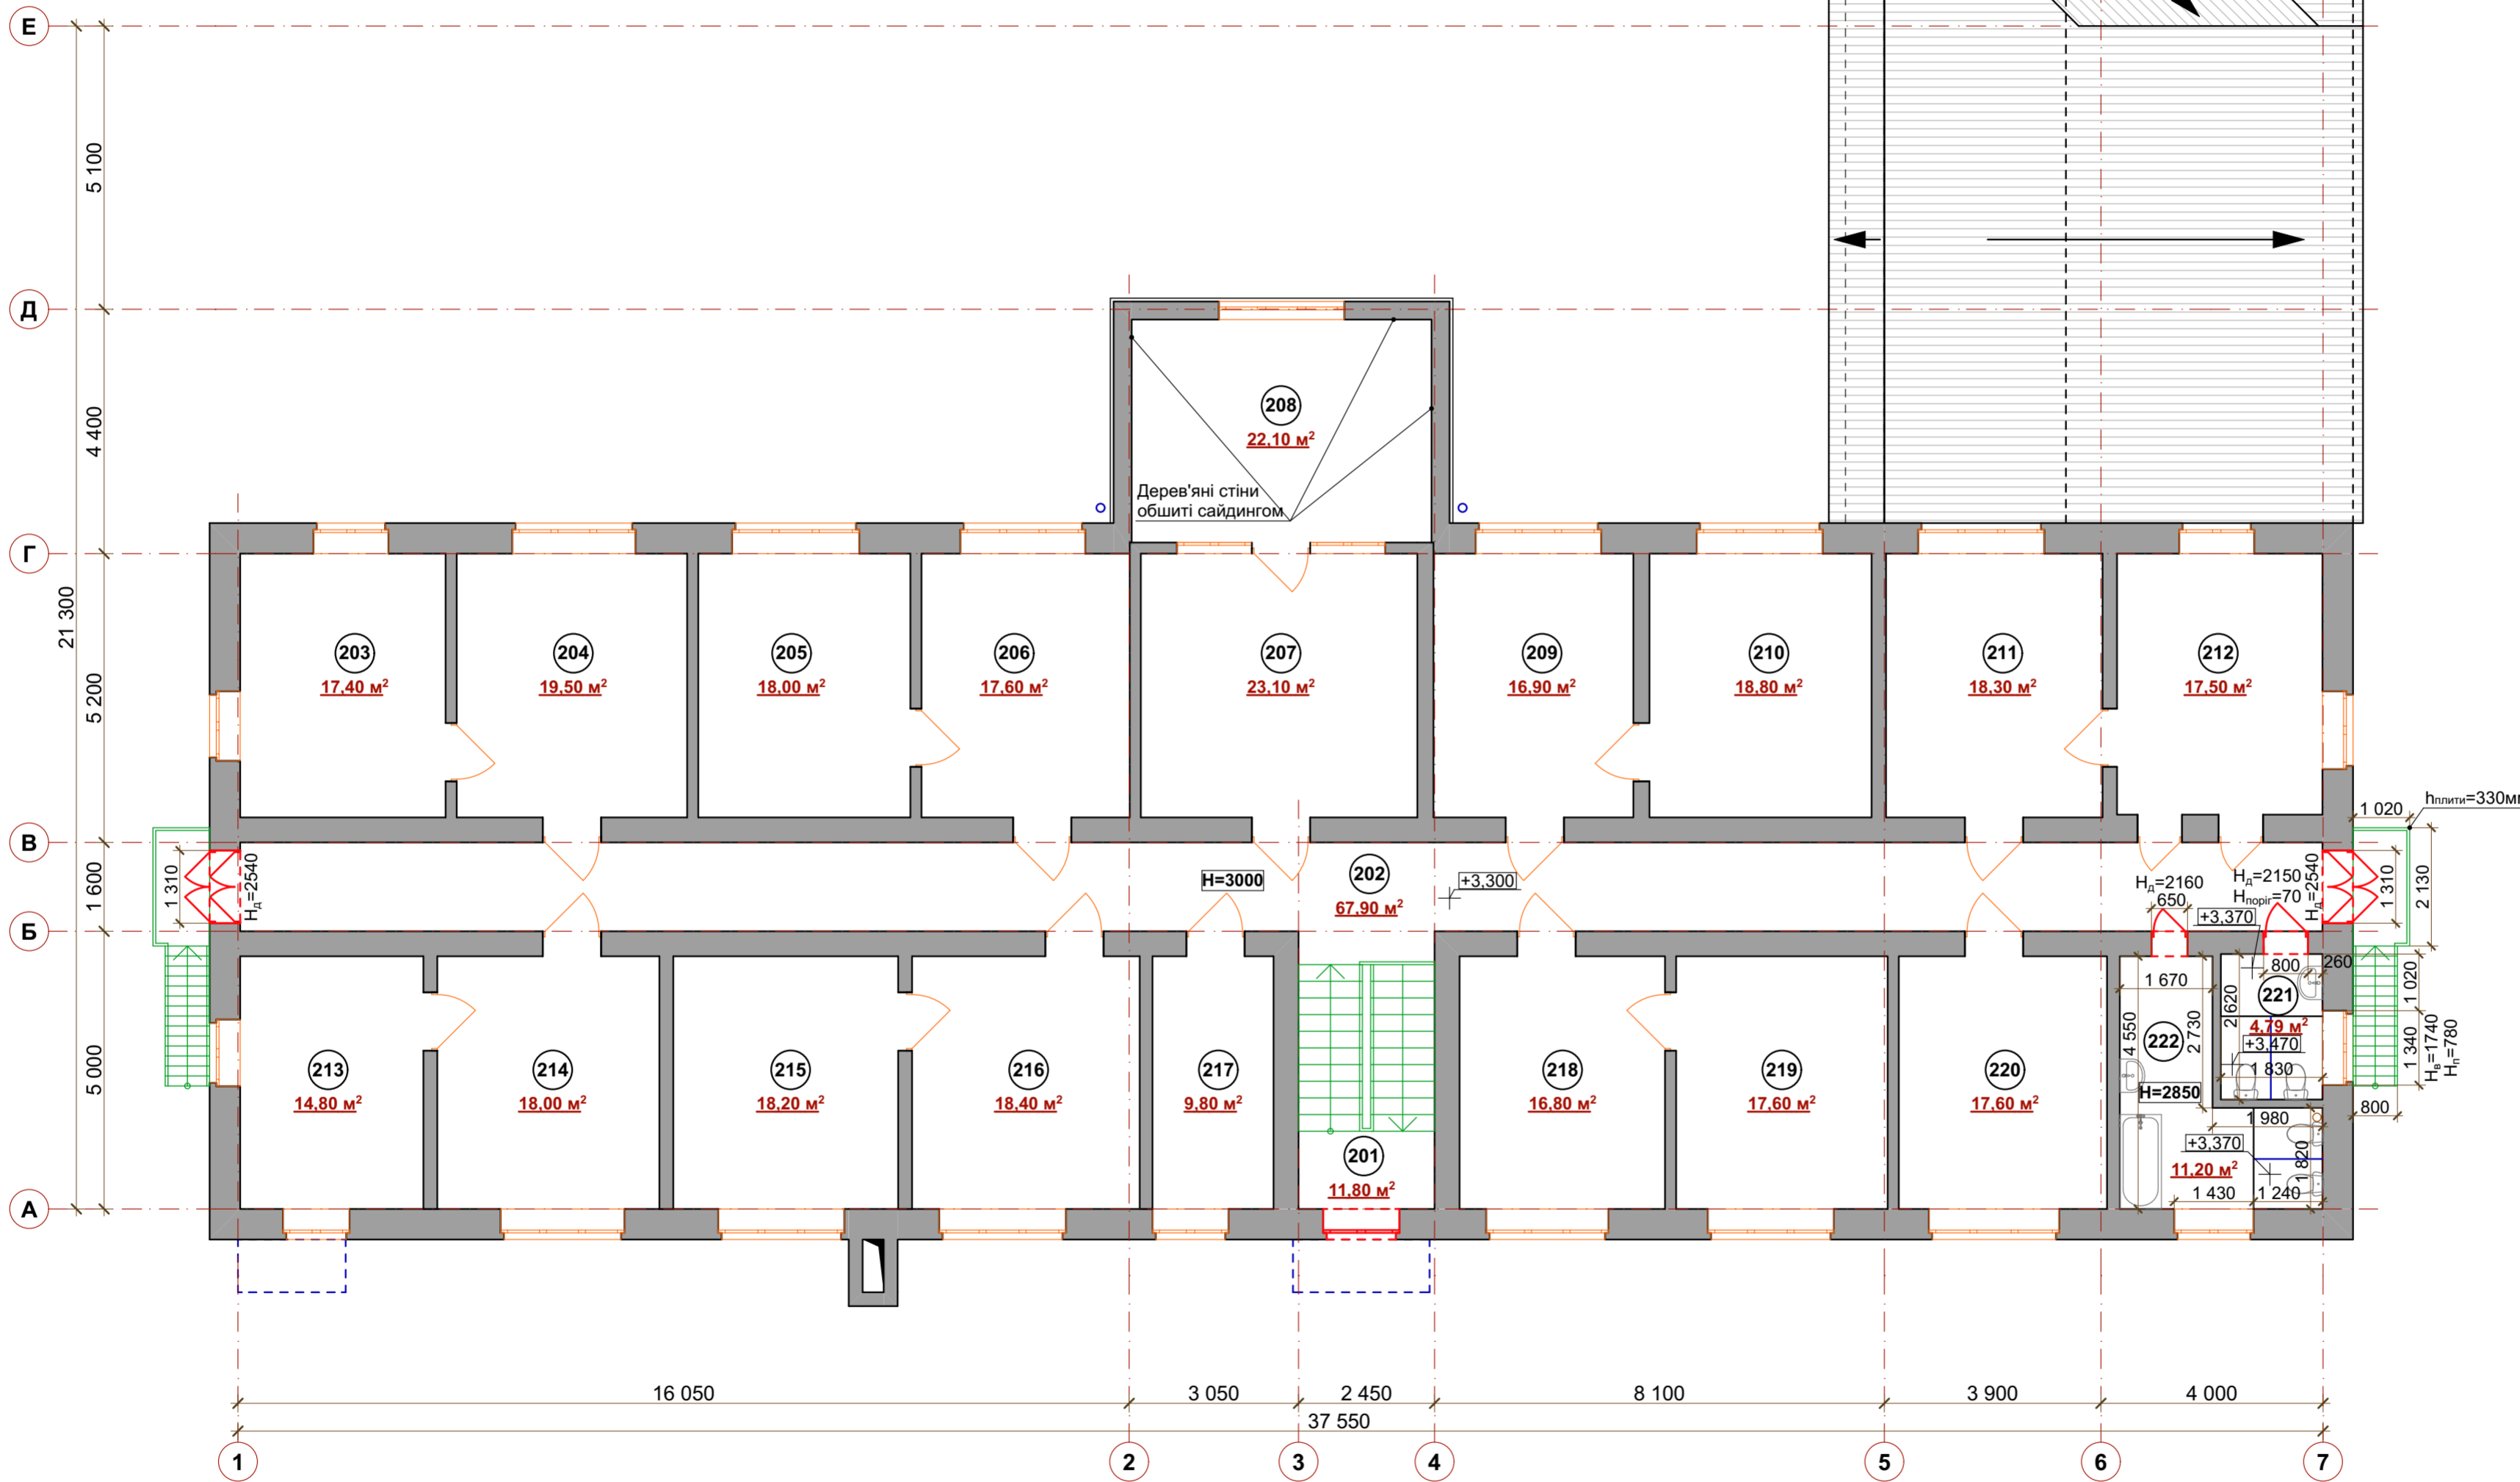 Е
5 100
Д
4 400
208
22,10 м²
Дерев'яні стіни
обшиті сайдингом
Г
21 300
5 200
203
17,40 м²
204
19,50 м²
205
18,00 м²
206
17,60 м²
207
23,10 м²
209
16,90 м²
210
18,80 м²
211
18,30 м²
212
17,50 м²
hплити=330м
1 020
В
1 600
1 310
Hд=2540
H=3000
202
67,90 м²
+3,300
Hд=2160
650
Hд=2150
Hпоріг=70
+3,370
Hд=2540
1 310
2 130
Б
5 000
213
14,80 м²
214
18,00 м²
215
18,20 м²
216
18,40 м²
217
9,80 м²
201
11,80 м²
218
16,80 м²
219
17,60 м²
220
17,60 м²
1 670
4 550
2 730
222
H=2850
11,20 м²
800
260
221
4,79 м²
2 620
+3,470
1 830
1 980
+3,370
1 820
1 430
1 240
1 020
1 340
Hв=1740
Hп=780
800
А
16 050
3 050
2 450
8 100
3 900
4 000
37 550
1
2
3
4
5
6
7